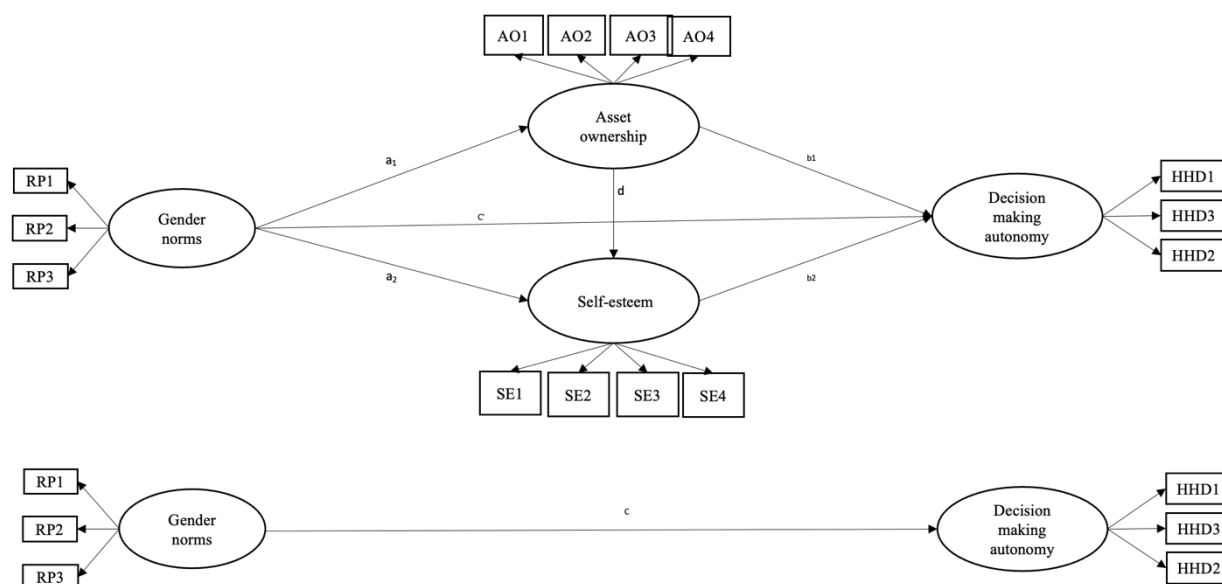 AO1 AO2 AO3 AO4
Asset
ownership
a1
b1
RP1
RP2
RP3
Gender
norms
d
c'
Decision
making
autonomy
HHD1
HHD3
HHD2
a2
b2
Self-esteem
SE1 SE2 SE3 SE4
RP1
RP2
RP3
Gender
norms
c
Decision
making
autonomy
HHD1
HHD3
HHD2